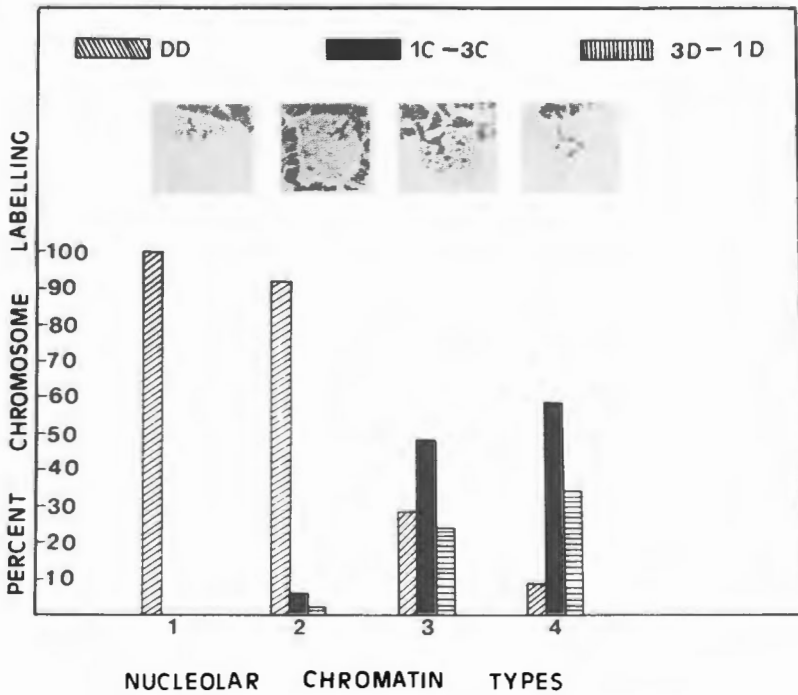 DD 1C-3C 3D-1D
PERCENT CHROMOSOME LABELLING
100
90
80
70
60
50
40
30
20
10
1 2 3 4
NUCLEOLAR CHROMATIN TYPES